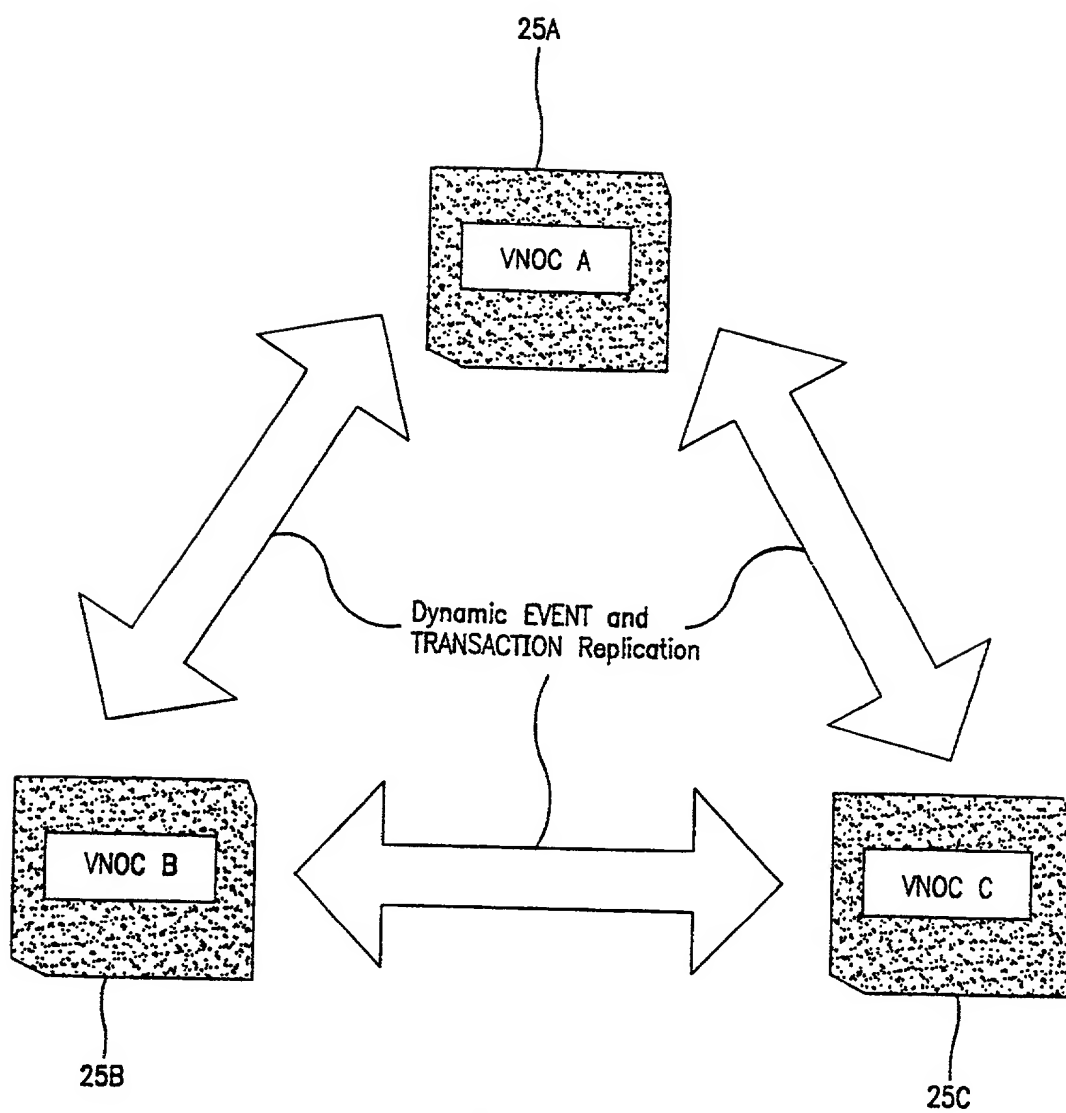 25A
VNOC A
Dynamic EVENT and
TRANSACTION Replication
VNOC B
VNOC C
25B
25C